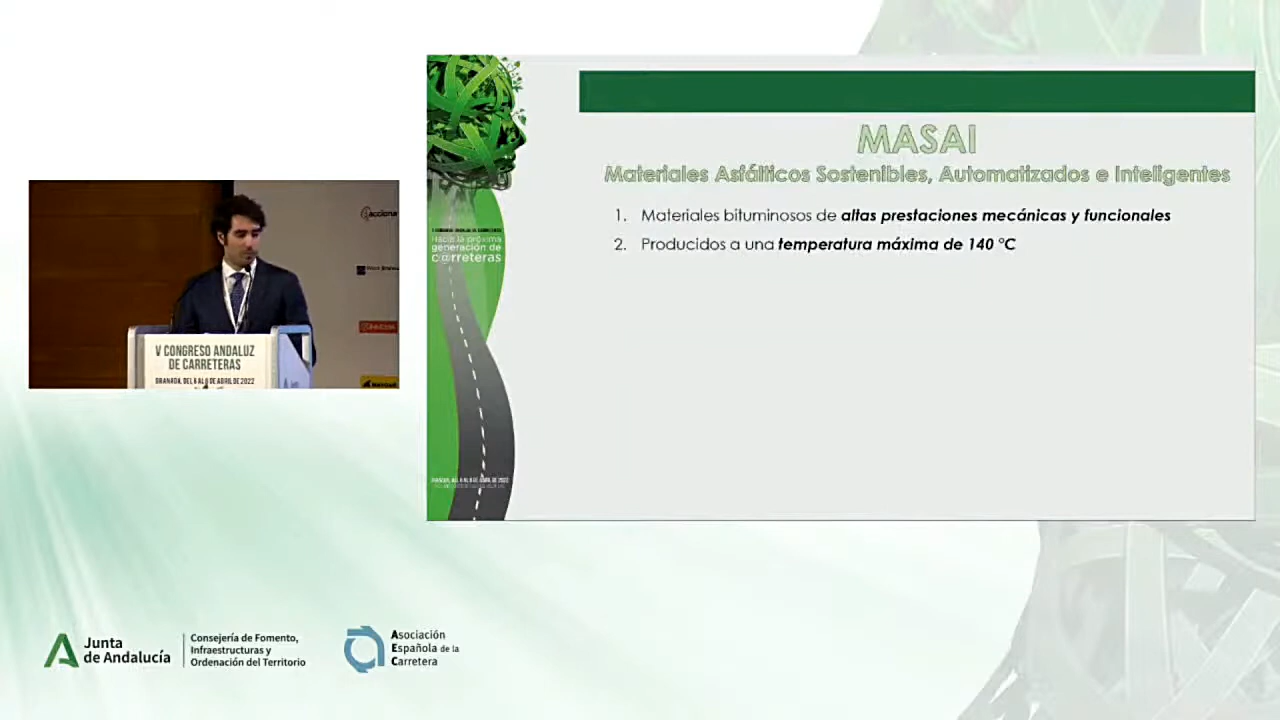 MASAI
Materiales Asfálticos Sostenibles, Automatizados e Inteligentes
1. Materiales bituminosos de altas prestaciones mecánicas y funcionales
2. Producidos a una temperatura máxima de 140 °C
Hacia la próxima
generación de
c@rreteras
acciona
V CONGRESO ANDALUZ
DE CARRETERAS
GRANADA, DEL 6 AL 8 DE ABRIL DE 2022
Junta
de Andalucía
Consejería de Fomento,
Infraestructuras y
Ordenación del Territorio
Asociación
Española de la
Carretera